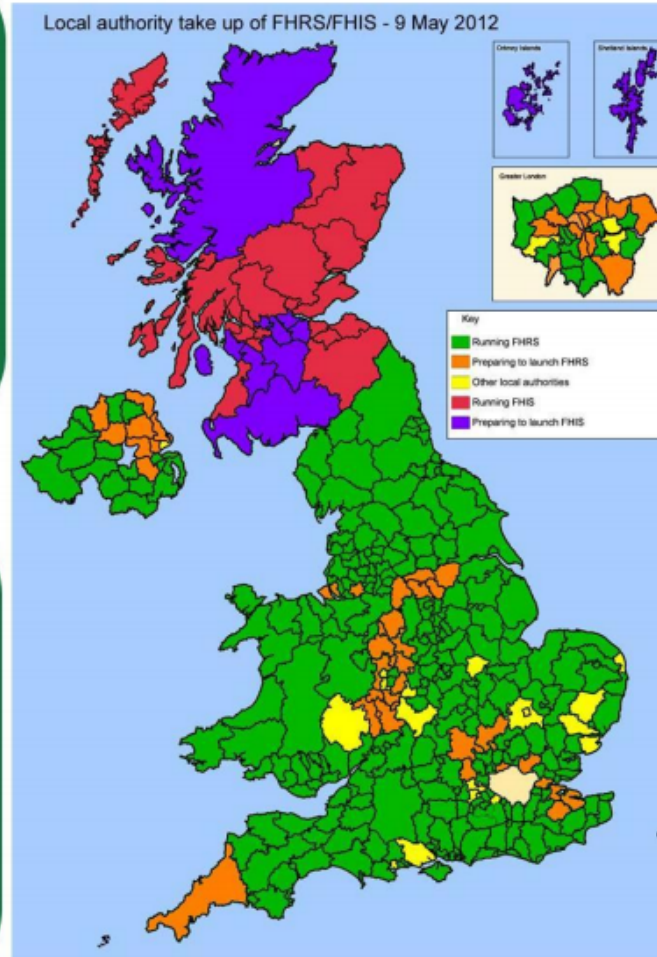 Local authority take up of FHRS/FHIS - 9 May 2012
Orkney Islands
Shetland Islands
Greater London
Key
Running FHRS
Preparing to launch FHRS
Other local authorities
Running FHIS
Preparing to launch FHIS